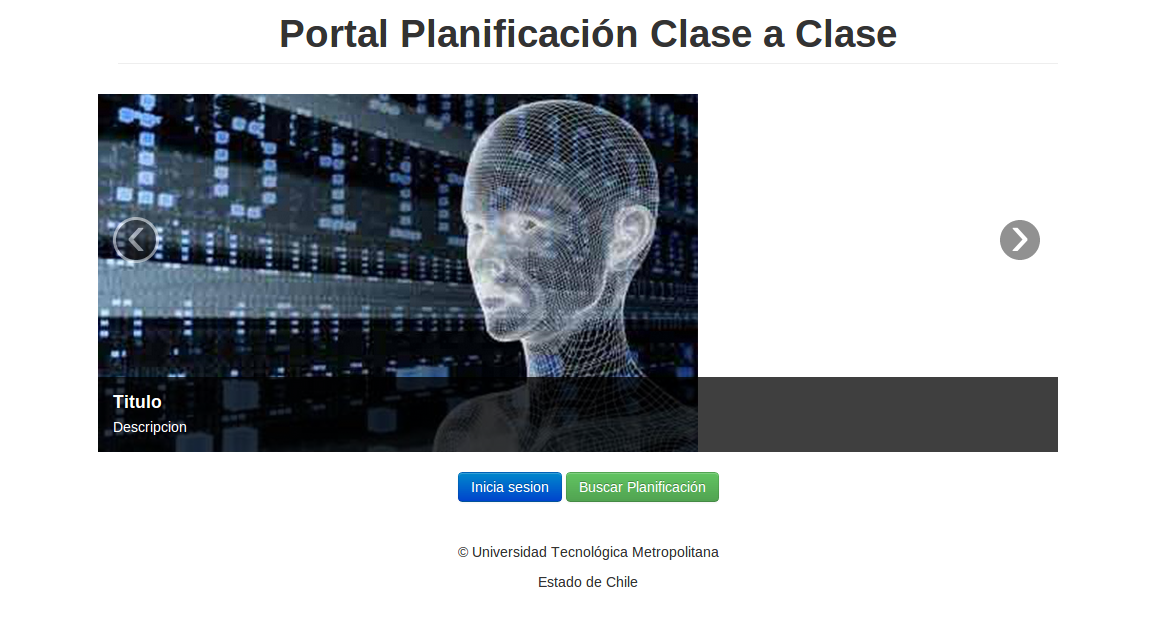 Portal Planificación Clase a Clase
Titulo
Descripcion
Inicia sesion
Buscar Planificación
© Universidad Tecnológica Metropolitana
Estado de Chile